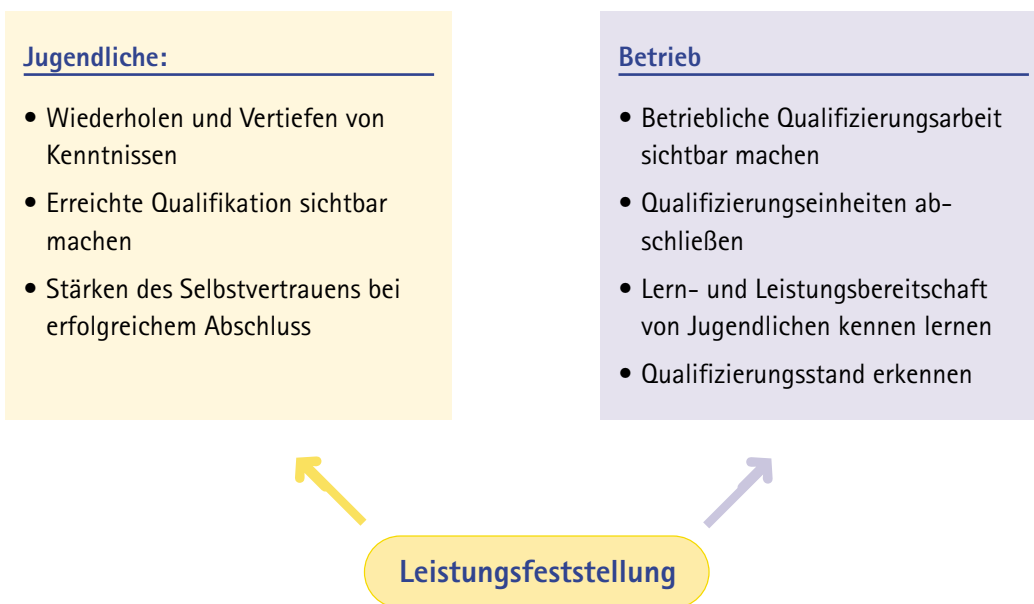 Jugendliche:
• Wiederholen und Vertiefen von
Kenntnissen
• Erreichte Qualifikation sichtbar
machen
• Stärken des Selbstvertrauens bei
erfolgreichem Abschluss
Betrieb
• Betriebliche Qualifizierungsarbeit
sichtbar machen
• Qualifizierungseinheiten ab-
schließen
• Lern- und Leistungsbereitschaft
von Jugendlichen kennen lernen
• Qualifizierungsstand erkennen
Leistungsfeststellung